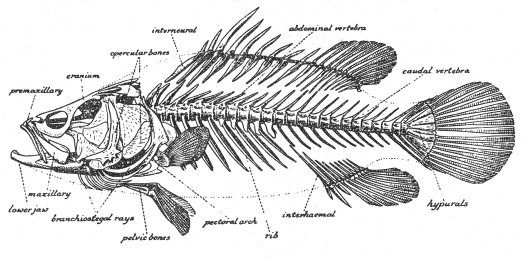 interneural
abdominal vertebra
opercular bones
cranium
caudal vertebra
premaxillary
maxillary
lower jaw
branchiostegal rays
pelvic bones
pectoral arch
rib
interhaemal
hypurals